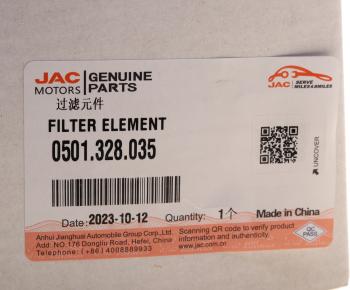 JAC MOTORS GENUINE PARTS
JAC SERVE MILES & SMILES
过滤元件
FILTER ELEMENT
0501.328.035
UNCOVER
Date: 2023-10-12 Quantity: 1个 Made in China
Scanning QR code to verify product
information and authenticity.
www.jac.com.cn
QC PASS
Anhui Jianghuai Automobile Group Corp.,Ltd
Add: NO.176 Dongliu Road, Hefei, China
Telephone: (+86) 4008889933